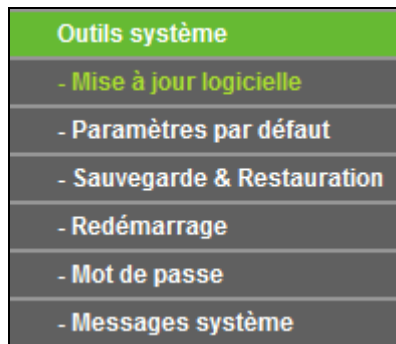 Outils système
- Mise à jour logicielle
- Paramètres par défaut
- Sauvegarde & Restauration
- Redémarrage
- Mot de passe
- Messages système